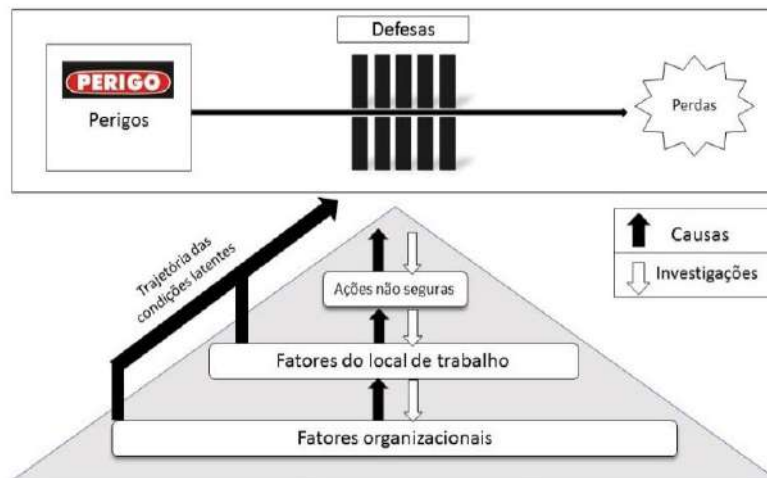 Defesas
PERIGO
Perigos
Perdas
Trajetória das
condições latentes
Causas
Investigações
Ações não seguras
Fatores do local de trabalho
Fatores organizacionais